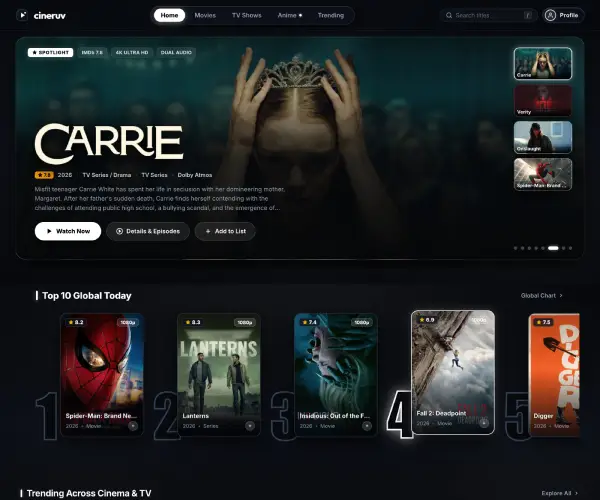 cineruv
Home
Movies
TV Shows
Anime
Trending
Search titles
/
Profile
★ SPOTLIGHT
IMDb 7.8
4K ULTRA HD
DUAL AUDIO
CARRIE
★ 7.8 2026 · TV Series / Drama · TV Series · Dolby Atmos
Misfit teenager Carrie White has spent her life in seclusion with her domineering mother,
Margaret. After her father's sudden death, Carrie finds herself contending with the
challenges of attending public high school, a bullying scandal, and the emergence of...
Watch Now
Details & Episodes
+ Add to List
Carrie
Verity
Onslaught
Spider-Man: Brand ...
Top 10 Global Today
Global Chart >
1
★ 8.2
1080p
Spider-Man: Brand Ne...
2026 • Movie
2
★ 8.3
1080p
LANTERNS
Lanterns
2026 • Series
3
★ 7.4
1080p
Insidious: Out of the F...
2026 • Movie
4
★ 8.9
1080p
Fall 2: Deadpoint
2026 • Movie
5
★ 7.5
DIGGER
Digger
2026 • Movie
Trending Across Cinema & TV
Explore All >